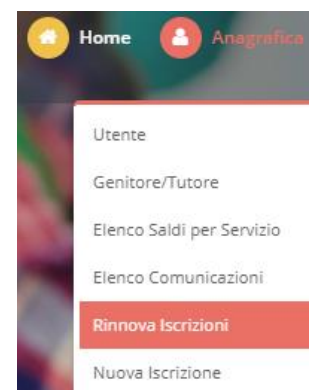 Home Anagrafica
Utente
Genitore/Tutore
Elenco Saldi per Servizio
Elenco Comunicazioni
Rinnova Iscrizioni
Nuova Iscrizione